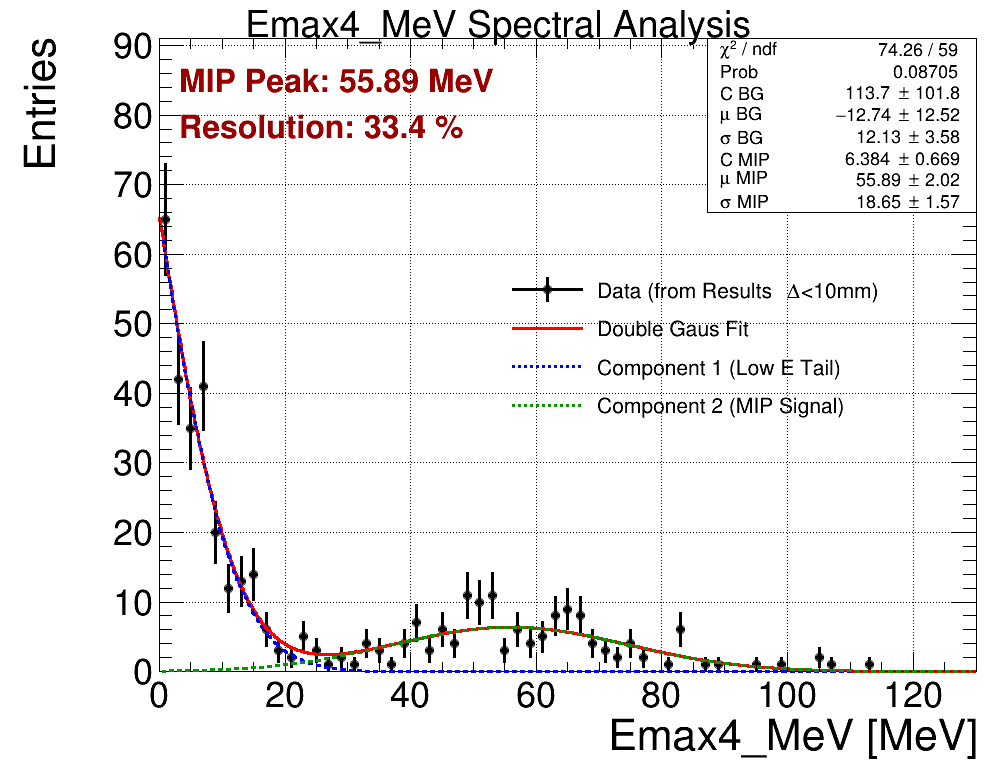 Emax4_MeV Spectral Analysis
Entries
MIP Peak: 55.89 MeV
Resolution: 33.4 %
χ² / ndf 74.26 / 59
Prob 0.08705
C BG 113.7 ± 101.8
μ BG −12.74 ± 12.52
σ BG 12.13 ± 3.58
C MIP 6.384 ± 0.669
μ MIP 55.89 ± 2.02
σ MIP 18.65 ± 1.57
Data (from Results Δ<10mm)
Double Gaus Fit
Component 1 (Low E Tail)
Component 2 (MIP Signal)
90
80
70
60
50
40
30
20
10
0
0 20 40 60 80 100 120
Emax4_MeV [MeV]